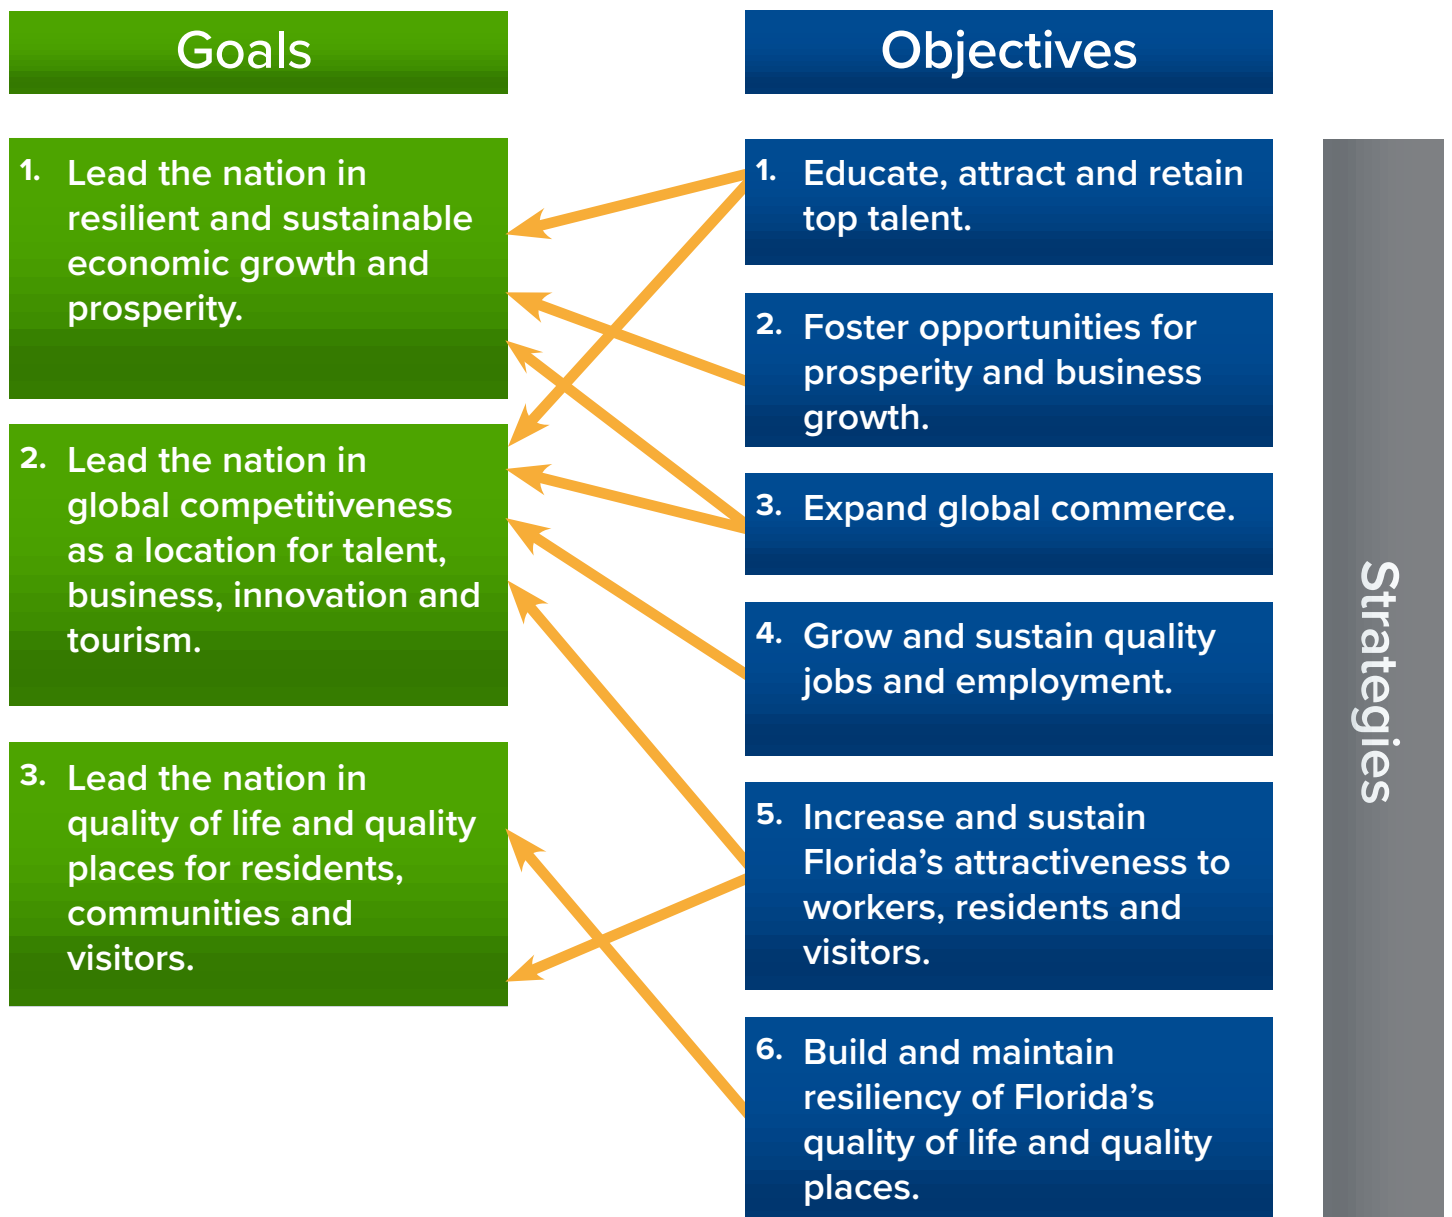 Goals
1. Lead the nation in
resilient and sustainable
economic growth and
prosperity.
2. Lead the nation in
global competitiveness
as a location for talent,
business, innovation and
tourism.
3. Lead the nation in
quality of life and quality
places for residents,
communities and
visitors.
Objectives
1. Educate, attract and retain
top talent.
2. Foster opportunities for
prosperity and business
growth.
3. Expand global commerce.
4. Grow and sustain quality
jobs and employment.
5. Increase and sustain
Florida’s attractiveness to
workers, residents and
visitors.
6. Build and maintain
resiliency of Florida’s
quality of life and quality
places.
Strategies